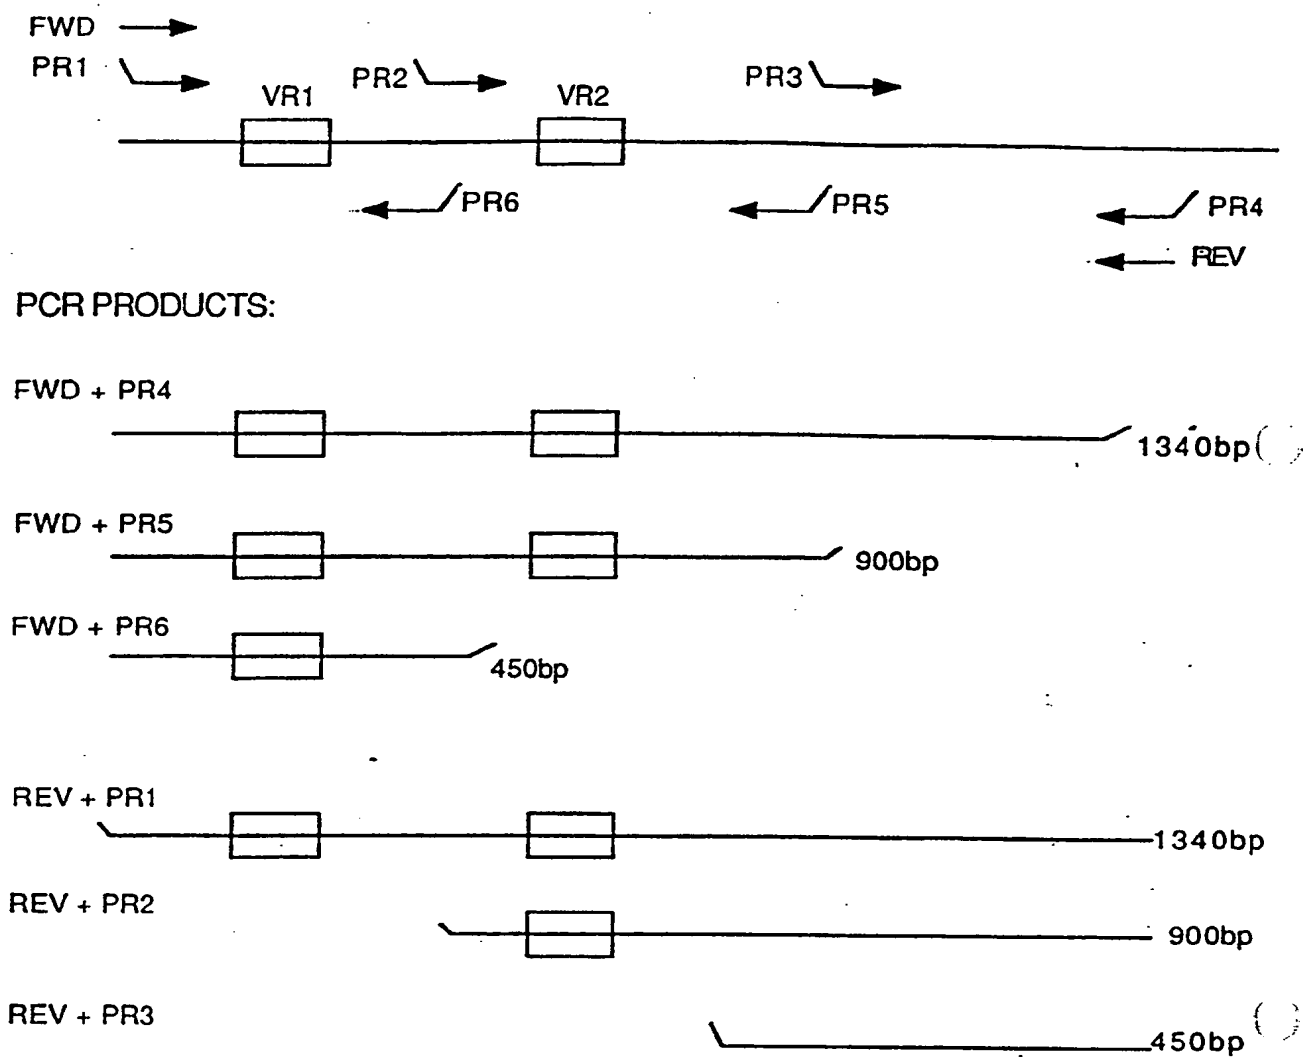 FWD
PR1
VR1
PR2
VR2
PR3
PR6
PR5
PR4
REV
PCR PRODUCTS:
FWD + PR4
1340bp
FWD + PR5
900bp
FWD + PR6
450bp
REV + PR1
1340bp
REV + PR2
900bp
REV + PR3
450bp